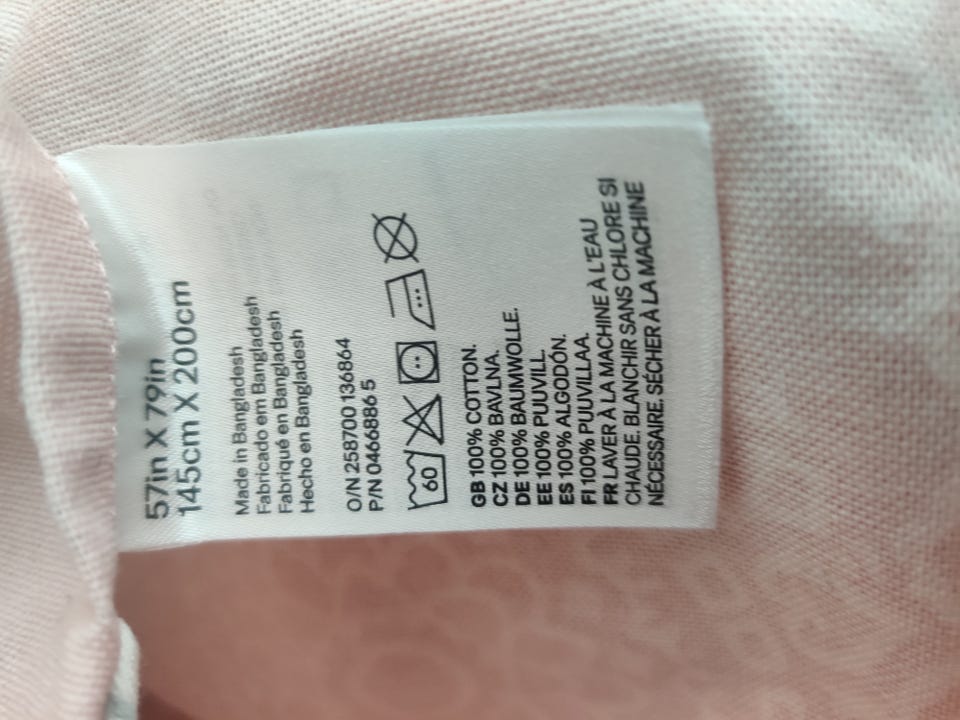 57in X 79in
145cm X 200cm
Made in Bangladesh
Fabricado em Bangladesh
Fabriqué en Bangladesh
Hecho en Bangladesh
O/N 258700 136864
P/N 0466886 5
60
GB 100% COTTON.
CZ 100% BAVLNA.
DE 100% BAUMWOLLE.
EE 100% PUUVILL.
ES 100% ALGODÓN.
FI 100% PUUVILLAA.
FR LAVER À LA MACHINE À L'EAU
CHAUDE. BLANCHIR SANS CHLORE SI
NÉCESSAIRE. SÉCHER À LA MACHINE